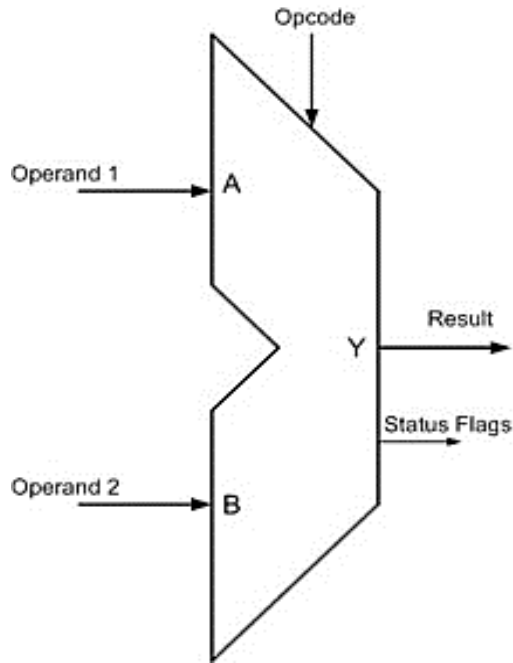 Opcode
Operand 1
A
Result
Y
Status Flags
Operand 2
B